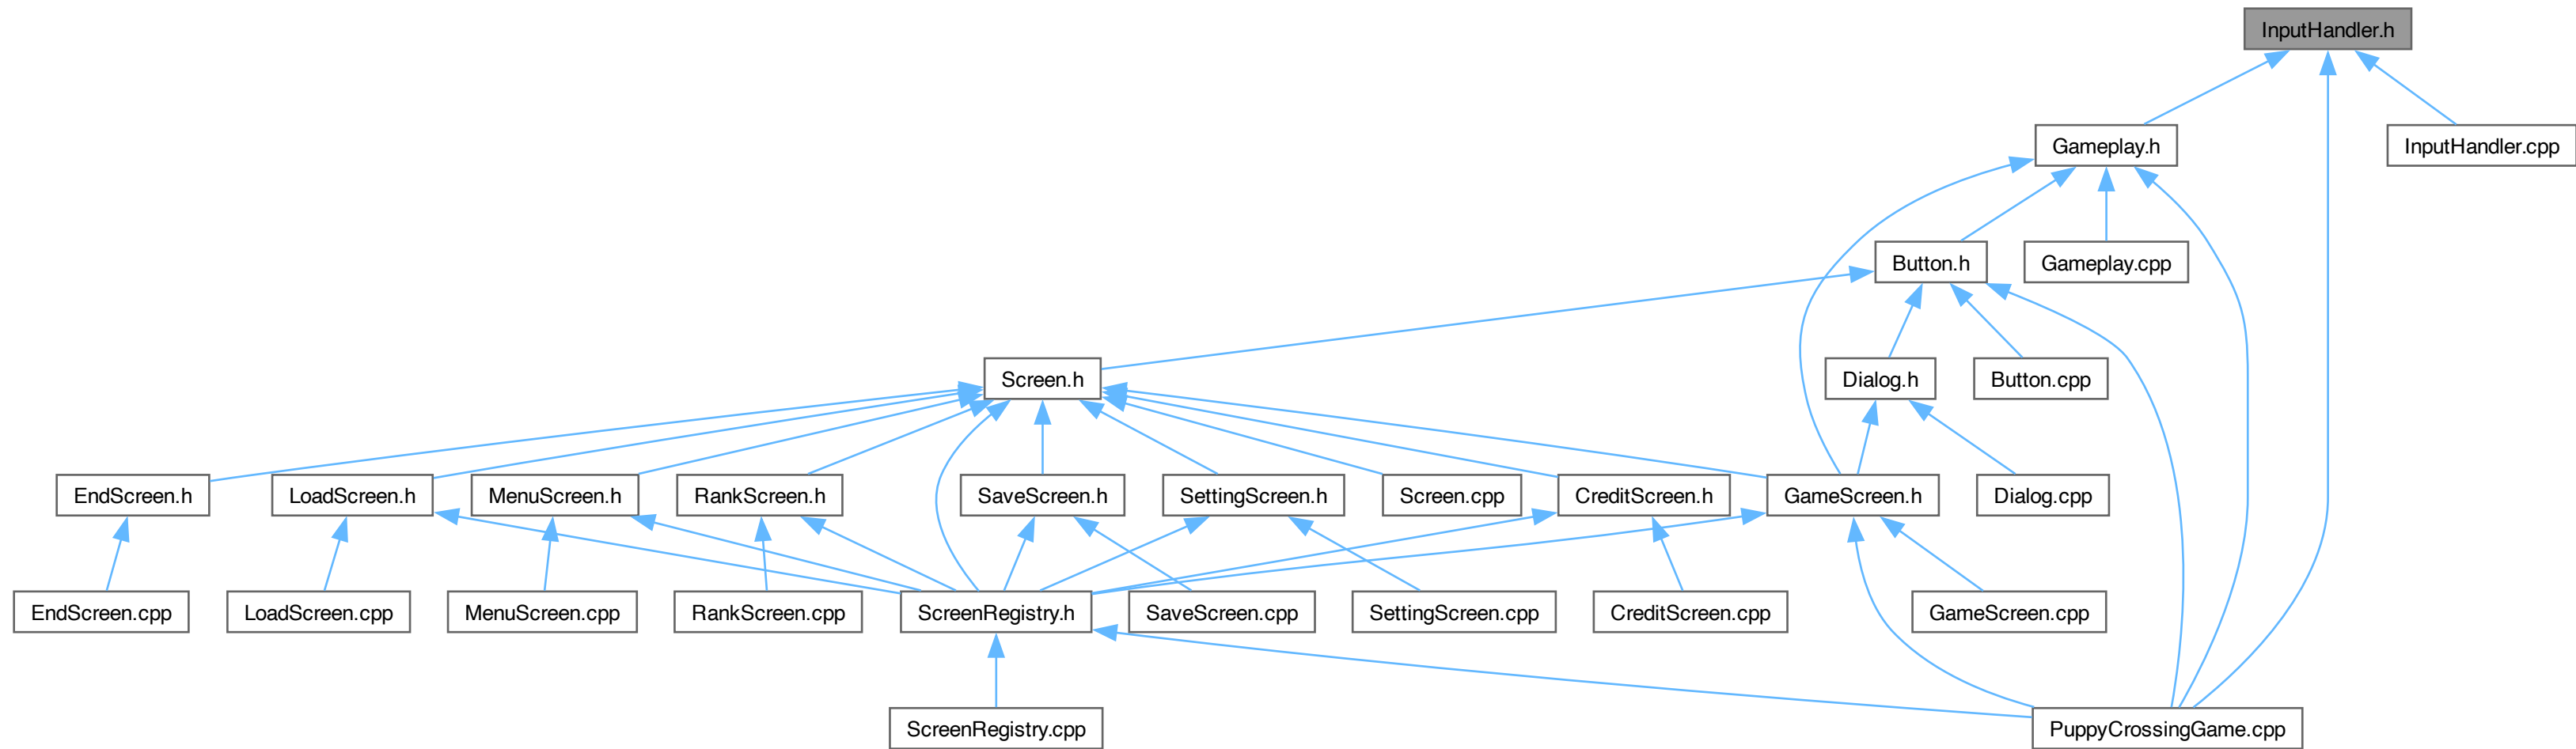 InputHandler.h
Gameplay.h
InputHandler.cpp
Button.h
Gameplay.cpp
Screen.h
Dialog.h
Button.cpp
EndScreen.h
LoadScreen.h
MenuScreen.h
RankScreen.h
SaveScreen.h
SettingScreen.h
Screen.cpp
CreditScreen.h
GameScreen.h
Dialog.cpp
EndScreen.cpp
LoadScreen.cpp
MenuScreen.cpp
RankScreen.cpp
ScreenRegistry.h
SaveScreen.cpp
SettingScreen.cpp
CreditScreen.cpp
GameScreen.cpp
ScreenRegistry.cpp
PuppyCrossingGame.cpp